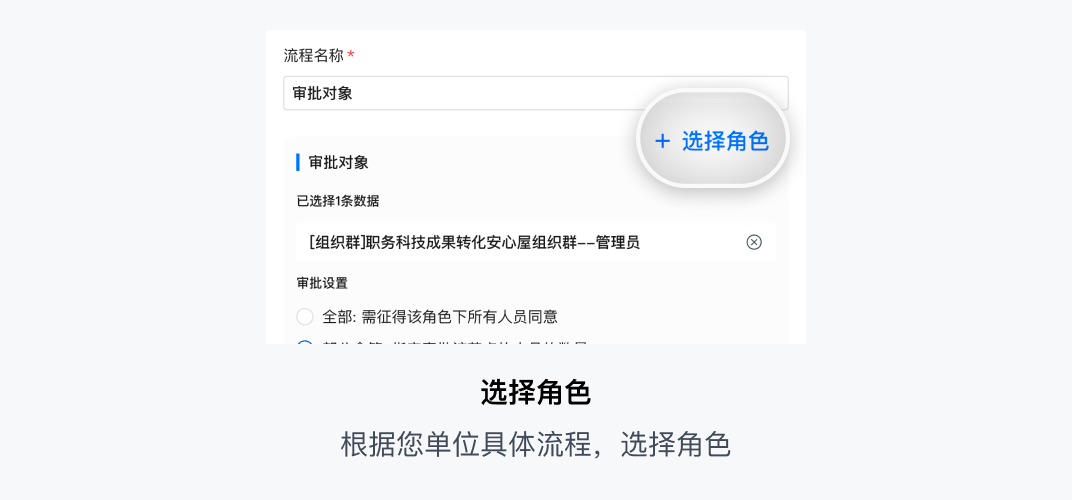 流程名称 *
审批对象
+ 选择角色
审批对象
已选择1条数据
[组织群]职务科技成果转化安心屋组织群--管理员
审批设置
全部: 需征得该角色下所有人员同意
选择角色
根据您单位具体流程，选择角色